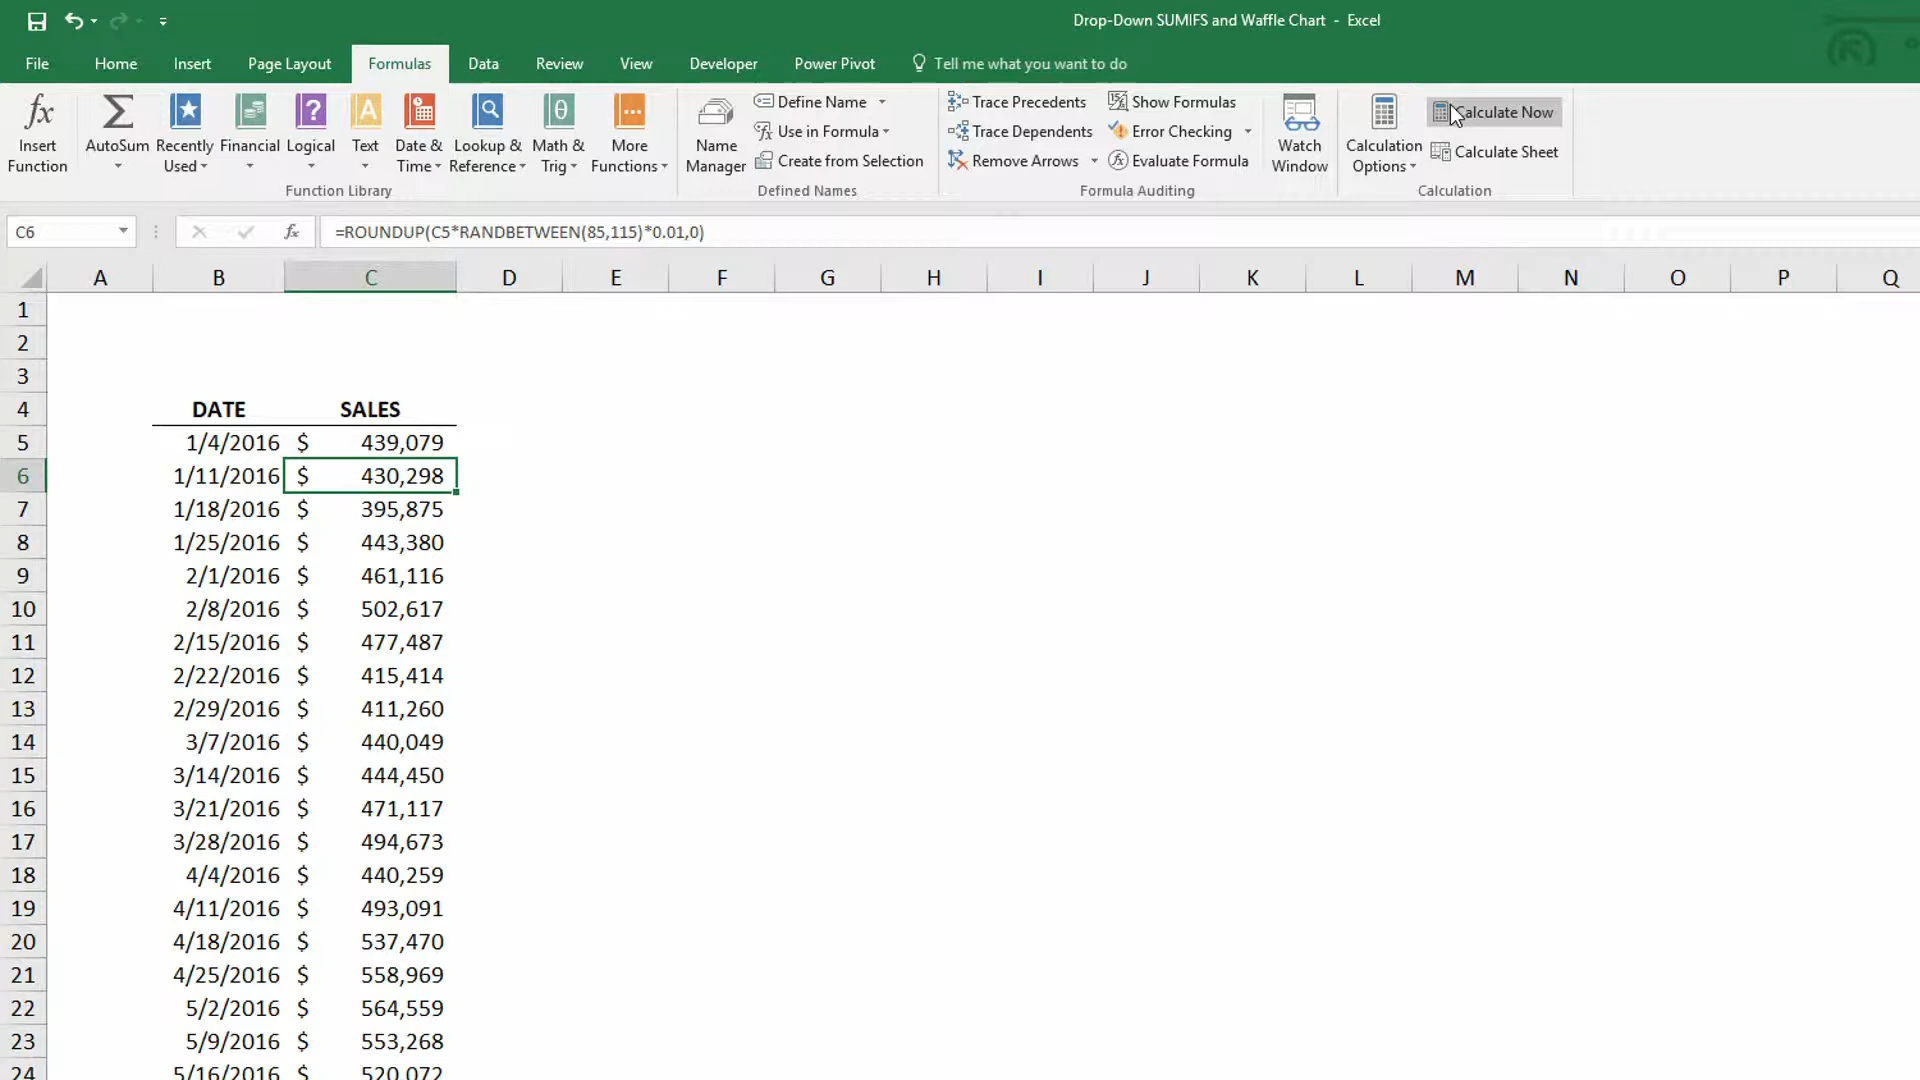 Drop-Down SUMIFS and Waffle Chart - Excel
File Home Insert Page Layout Formulas Data Review View Developer Power Pivot Tell me what you want to do
fx Insert Function
AutoSum
Recently Used
Financial
Logical
Text
Date & Time
Lookup & Reference
Math & Trig
More Functions
Function Library
Name Manager
Define Name
Use in Formula
Create from Selection
Defined Names
Trace Precedents
Trace Dependents
Remove Arrows
Show Formulas
Error Checking
Evaluate Formula
Formula Auditing
Watch Window
Calculation Options
Calculate Now
Calculate Sheet
Calculation
C6 fx =ROUNDUP(C5*RANDBETWEEN(85,115)*0.01,0)
A B C D E F G H I J K L M N O P Q
1
2
3
4 DATE SALES
5 1/4/2016 $ 439,079
6 1/11/2016 $ 430,298
7 1/18/2016 $ 395,875
8 1/25/2016 $ 443,380
9 2/1/2016 $ 461,116
10 2/8/2016 $ 502,617
11 2/15/2016 $ 477,487
12 2/22/2016 $ 415,414
13 2/29/2016 $ 411,260
14 3/7/2016 $ 440,049
15 3/14/2016 $ 444,450
16 3/21/2016 $ 471,117
17 3/28/2016 $ 494,673
18 4/4/2016 $ 440,259
19 4/11/2016 $ 493,091
20 4/18/2016 $ 537,470
21 4/25/2016 $ 558,969
22 5/2/2016 $ 564,559
23 5/9/2016 $ 553,268
24 5/16/2016 $ 520,072